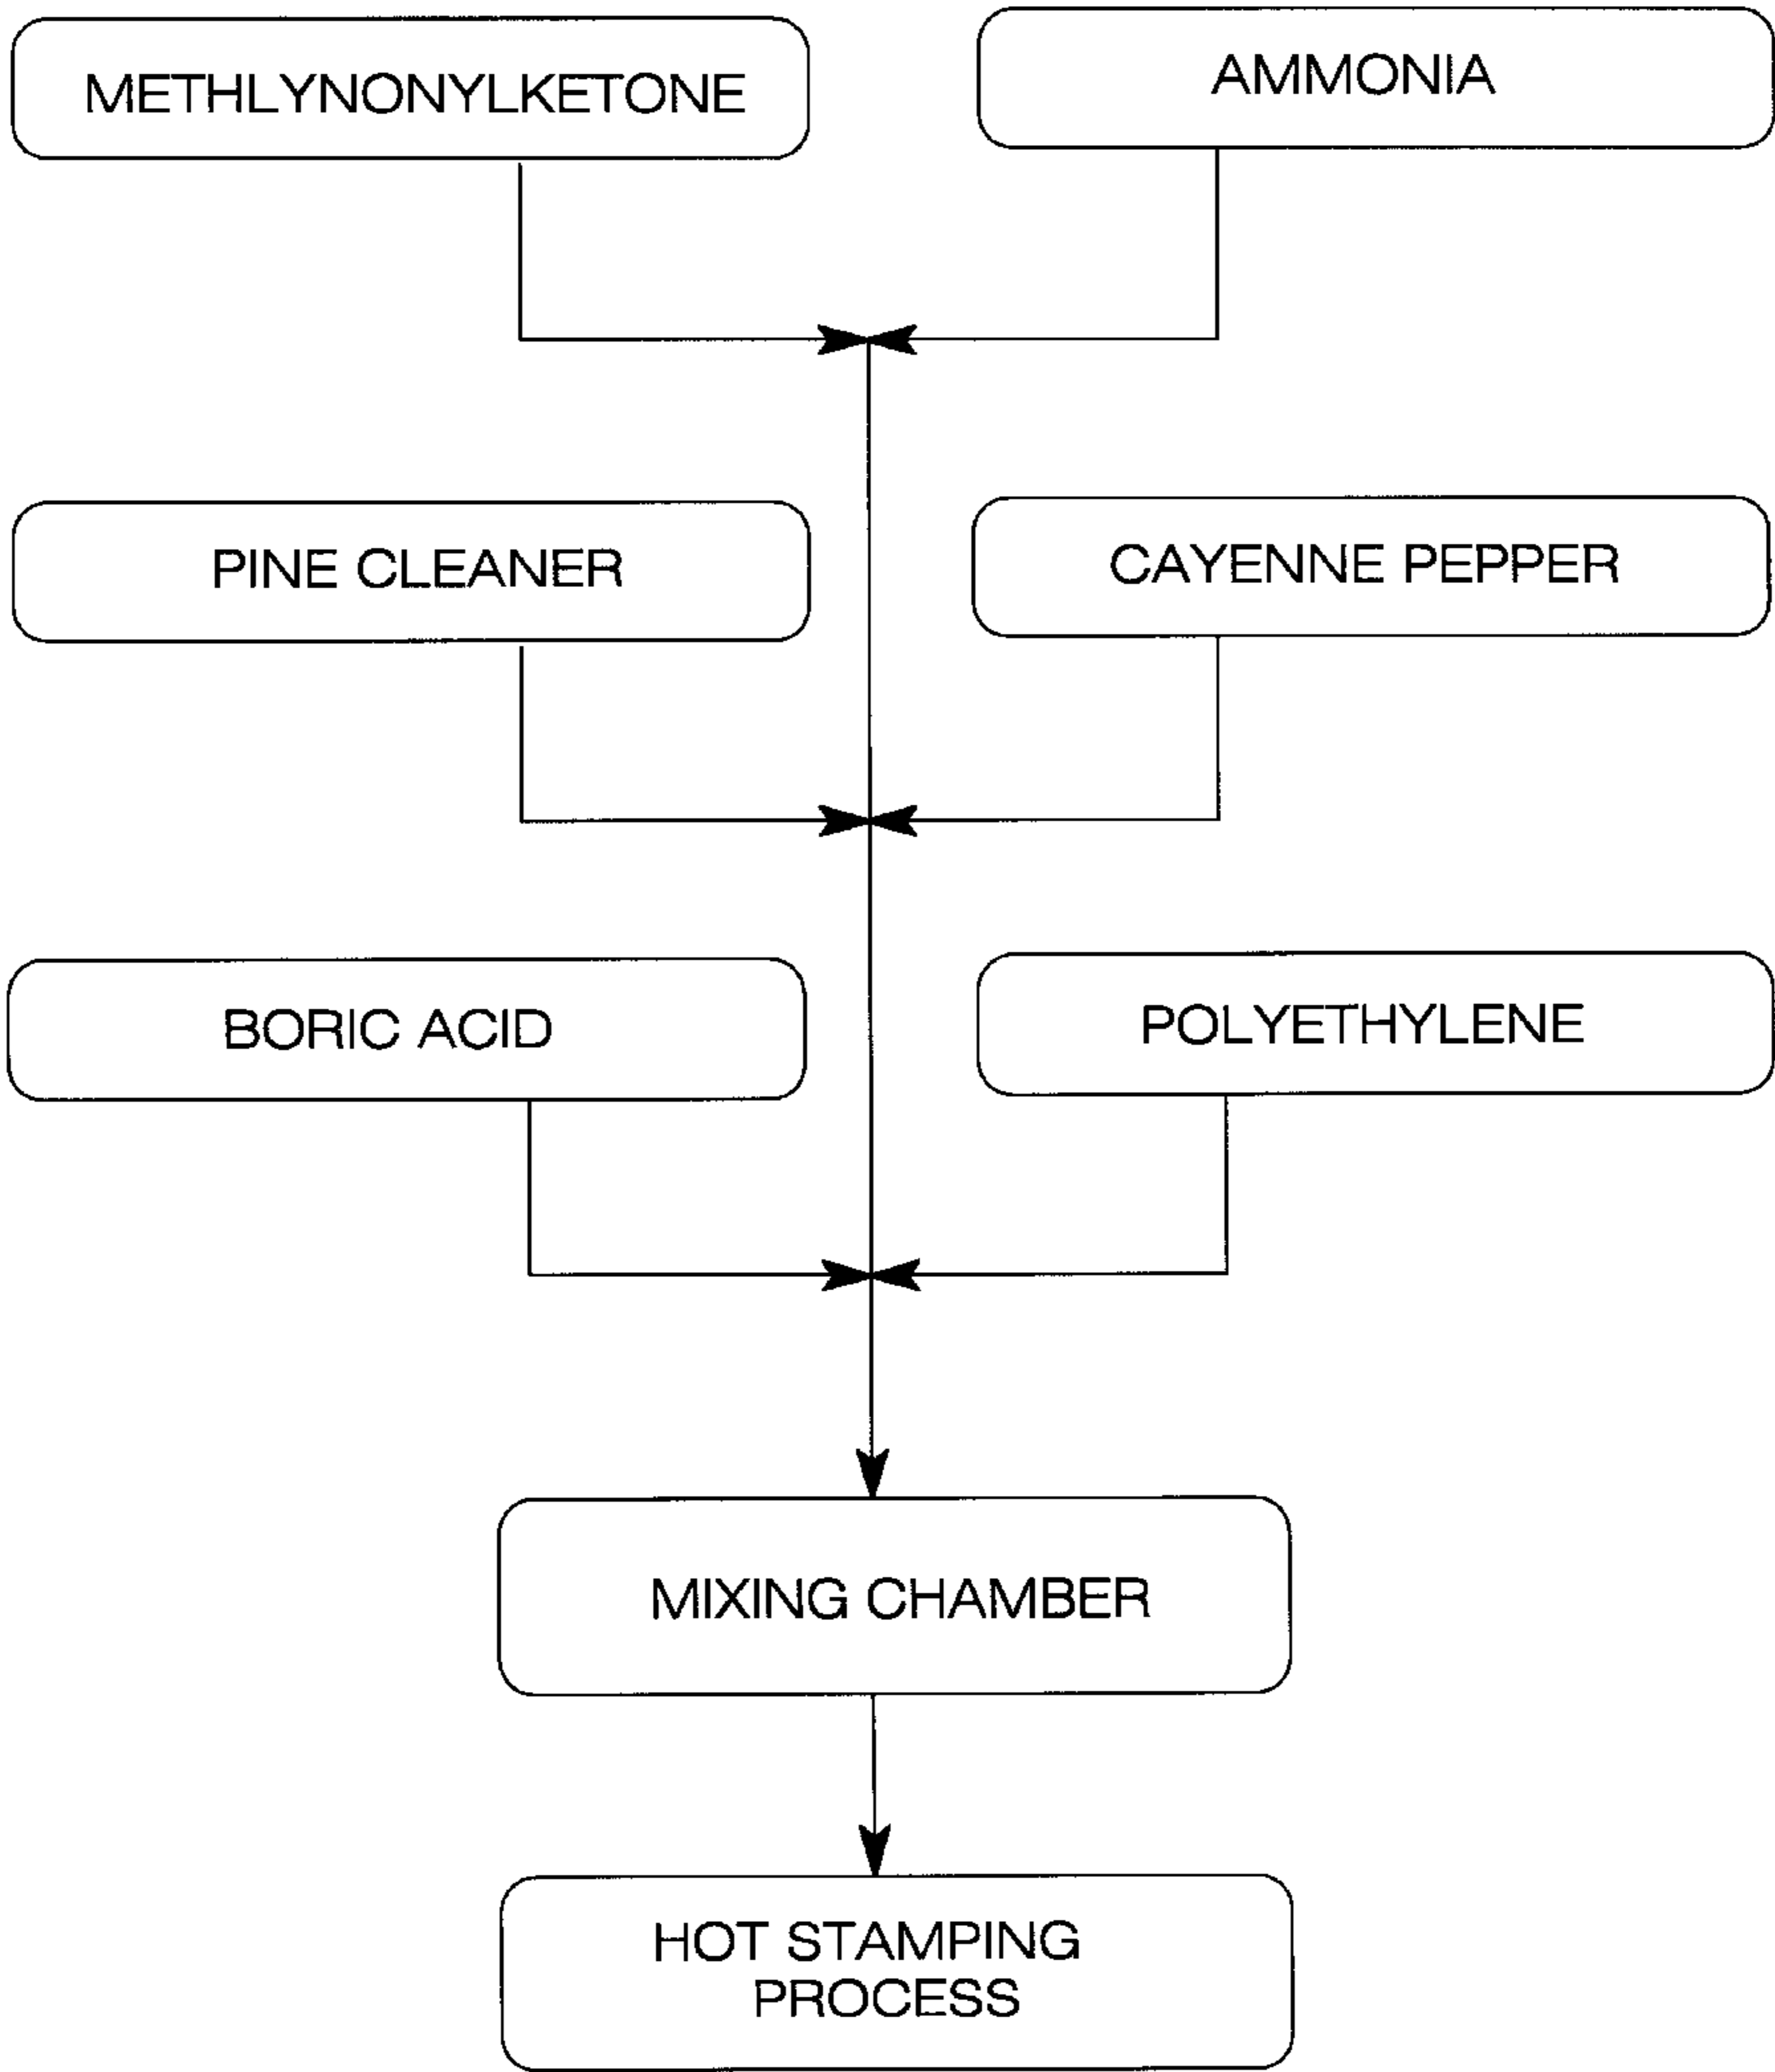 METHLYNONYLKETONE
AMMONIA
PINE CLEANER
CAYENNE PEPPER
BORIC ACID
POLYETHYLENE
MIXING CHAMBER
HOT STAMPING
PROCESS